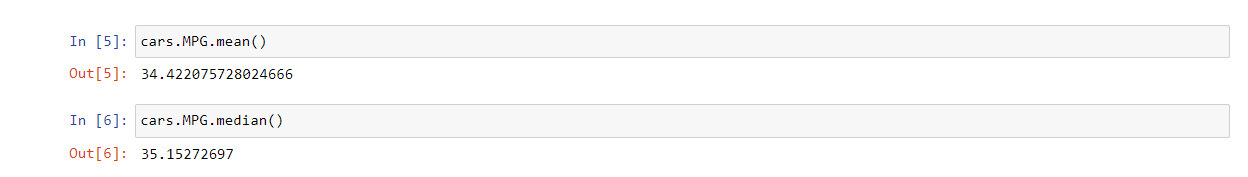 In [5]: cars.MPG.mean()
Out[5]: 34.422075728024666
In [6]: cars.MPG.median()
Out[6]: 35.15272697